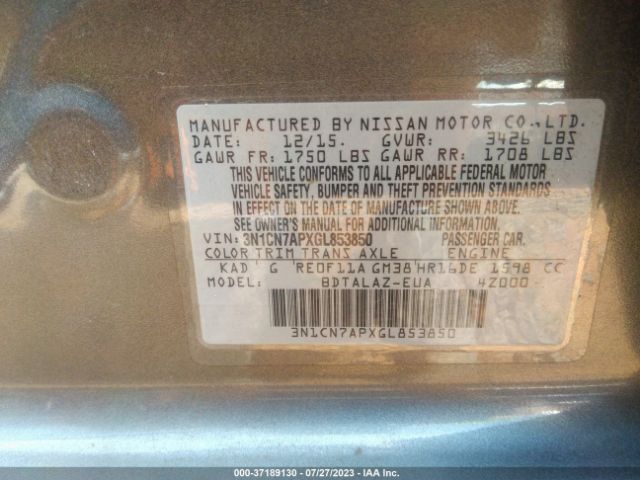 MANUFACTURED BY NISSAN MOTOR CO.,LTD.
DATE: 12/15. GVWR: 3426 LBS
GAWR FR: 1750 LBS GAWR RR: 1708 LBS
THIS VEHICLE CONFORMS TO ALL APPLICABLE FEDERAL MOTOR
VEHICLE SAFETY, BUMPER AND THEFT PREVENTION STANDARDS
IN EFFECT ON THE DATE OF MANUFACTURE SHOWN ABOVE.
SEE OWNER'S MANUAL FOR ADDITIONAL INFORMATION.
VIN: 3N1CN7APXGL853850 PASSENGER CAR.
COLOR TRIM TRANS AXLE ENGINE
KAD G RE0F11A GM38 HR16DE 1598 CC
MODEL: BDTALAZ-EUA 4Z000-
3N1CN7APXGL853850
000-37189130 - 07/27/2023 - IAA Inc.